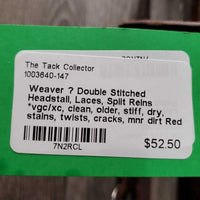 The Tack Collector
1003640-147
Weaver ? Double Stitched
Headstall, Laces, Split Reins
*vgc/xc, clean, older, stiff, dry,
stains, twists, cracks, mnr dirt Red
7N2RCL
$52.50